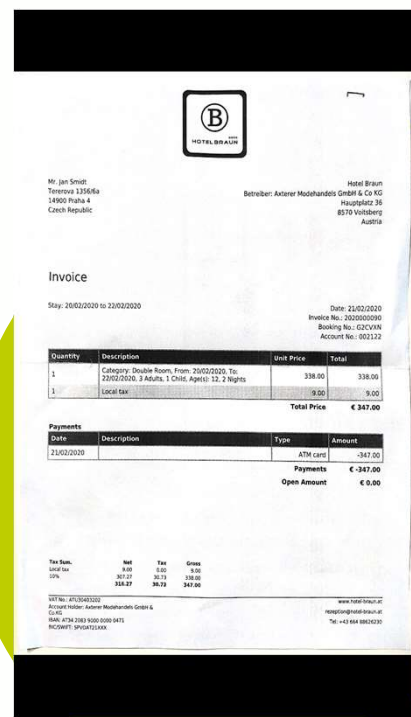 B
HOTELBRAUN
Mr. Jan Smidt
Tererova 1356/6a
14900 Praha 4
Czech Republic
Hotel Braun
Betreiber: Axterer Modehandels GmbH & Co KG
Hauptplatz 36
8570 Voitsberg
Austria
Invoice
Stay: 20/02/2020 to 22/02/2020
Date: 21/02/2020
Invoice No.: 2020000090
Booking No.: G2CVXN
Account No.: 002122
Quantity Description Unit Price Total
1 Category: Double Room, From: 20/02/2020, To: 22/02/2020, 3 Adults, 1 Child, Age(s): 12, 2 Nights 338.00 338.00
1 Local tax 9.00 9.00
Total Price € 347.00
Payments
Date Description Type Amount
21/02/2020 ATM card -347.00
Payments € -347.00
Open Amount € 0.00
Tax Sum. Net Tax Gross
Local tax 9.00 0.00 9.00
10% 307.27 30.73 338.00
316.27 30.73 347.00
VAT No.: ATU30403202
Account Holder: Axterer Modehandels GmbH &
Co KG
IBAN: AT34 2083 9000 0000 0471
BIC/SWIFT: SPVOAT21XXX
www.hotel-braun.at
rezeption@hotel-braun.at
Tel: +43 664 88626230